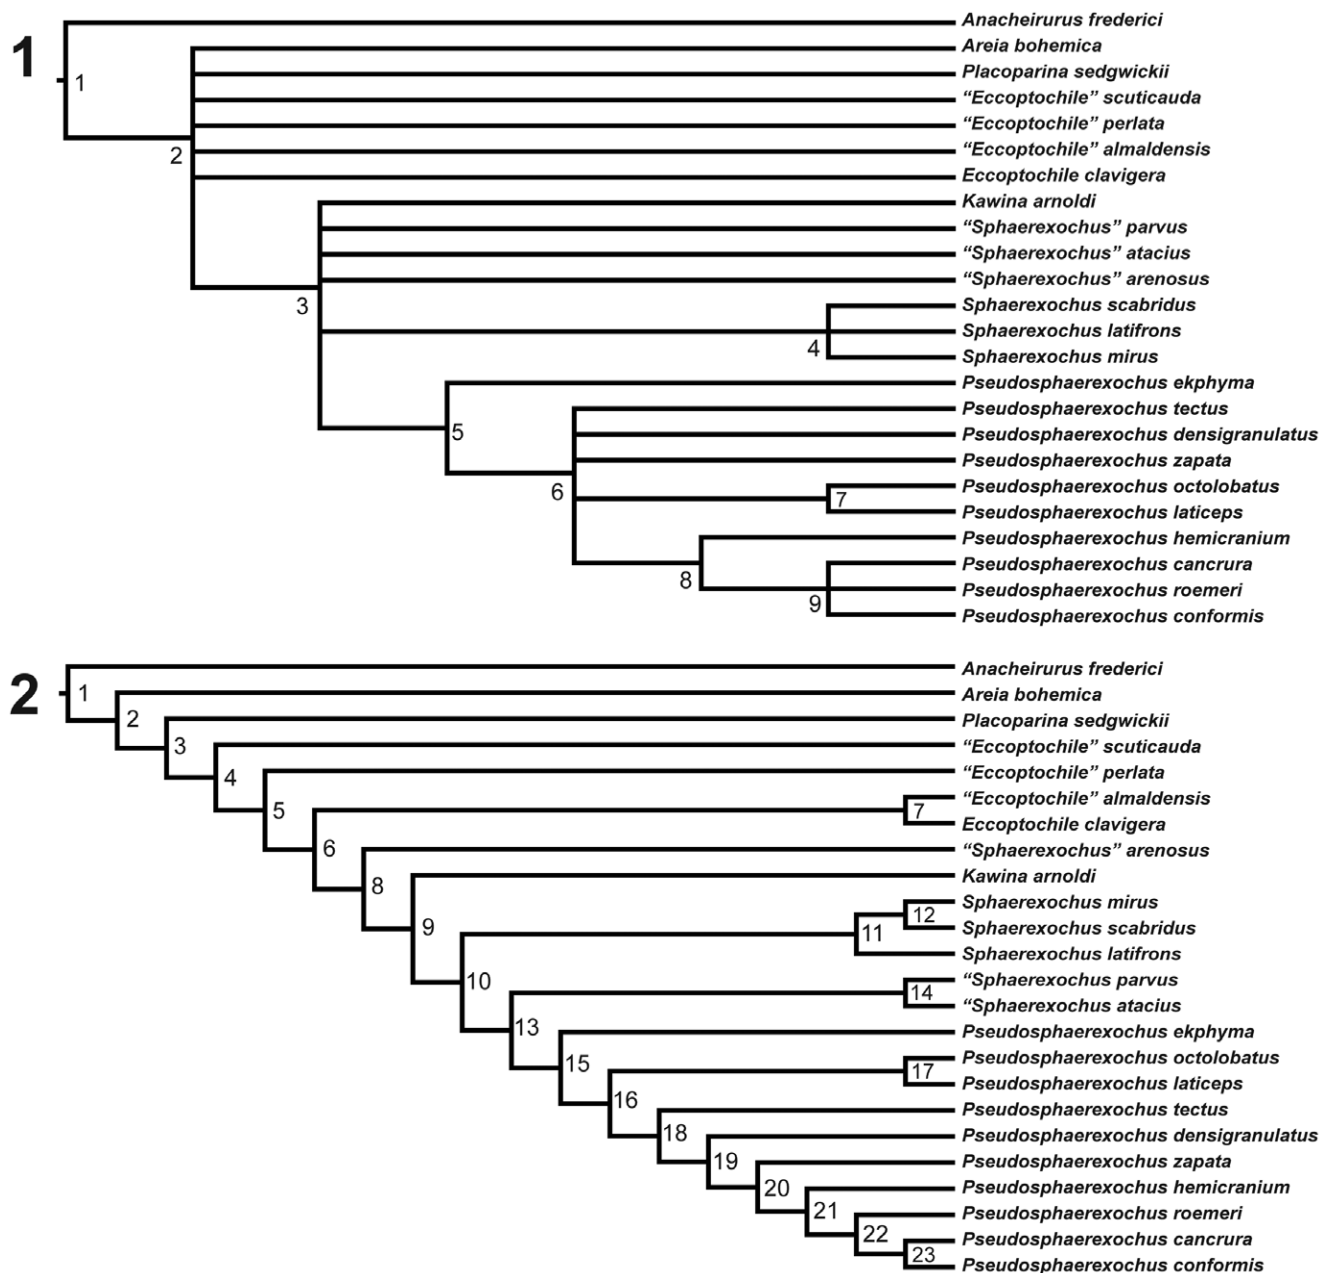 1
Anacheirurus frederici
Areia bohemica
Placoparina sedgwickii
“Eccoptochile” scuticauda
“Eccoptochile” perlata
“Eccoptochile” almaldensis
Eccoptochile clavigera
Kawina arnoldi
“Sphaerexochus” parvus
“Sphaerexochus” atacius
“Sphaerexochus” arenosus
Sphaerexochus scabridus
Sphaerexochus latifrons
Sphaerexochus mirus
Pseudosphaerexochus ekphyma
Pseudosphaerexochus tectus
Pseudosphaerexochus densigranulatus
Pseudosphaerexochus zapata
Pseudosphaerexochus octolobatus
Pseudosphaerexochus laticeps
Pseudosphaerexochus hemicranium
Pseudosphaerexochus cancrura
Pseudosphaerexochus roemeri
Pseudosphaerexochus conformis
1
2
3
4
5
6
7
8
9
2
Anacheirurus frederici
Areia bohemica
Placoparina sedgwickii
“Eccoptochile” scuticauda
“Eccoptochile” perlata
“Eccoptochile” almaldensis
Eccoptochile clavigera
“Sphaerexochus” arenosus
Kawina arnoldi
Sphaerexochus mirus
Sphaerexochus scabridus
Sphaerexochus latifrons
“Sphaerexochus parvus
“Sphaerexochus atacius
Pseudosphaerexochus ekphyma
Pseudosphaerexochus octolobatus
Pseudosphaerexochus laticeps
Pseudosphaerexochus tectus
Pseudosphaerexochus densigranulatus
Pseudosphaerexochus zapata
Pseudosphaerexochus hemicranium
Pseudosphaerexochus roemeri
Pseudosphaerexochus cancrura
Pseudosphaerexochus conformis
1
2
3
4
5
6
7
8
9
10
11
12
13
14
15
16
17
18
19
20
21
22
23